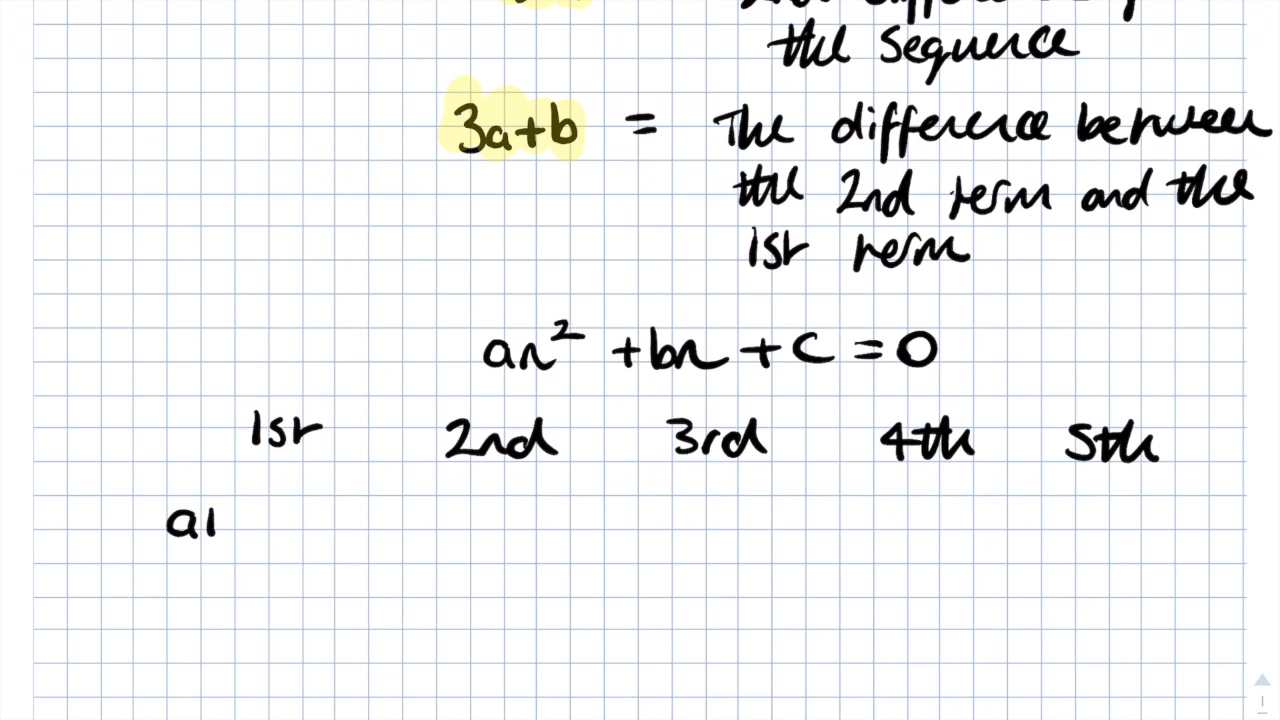 the sequence
3a+b = The difference between
the 2nd term and the
1st term
an² + bn + c = 0
1st 2nd 3rd 4th 5th
a1